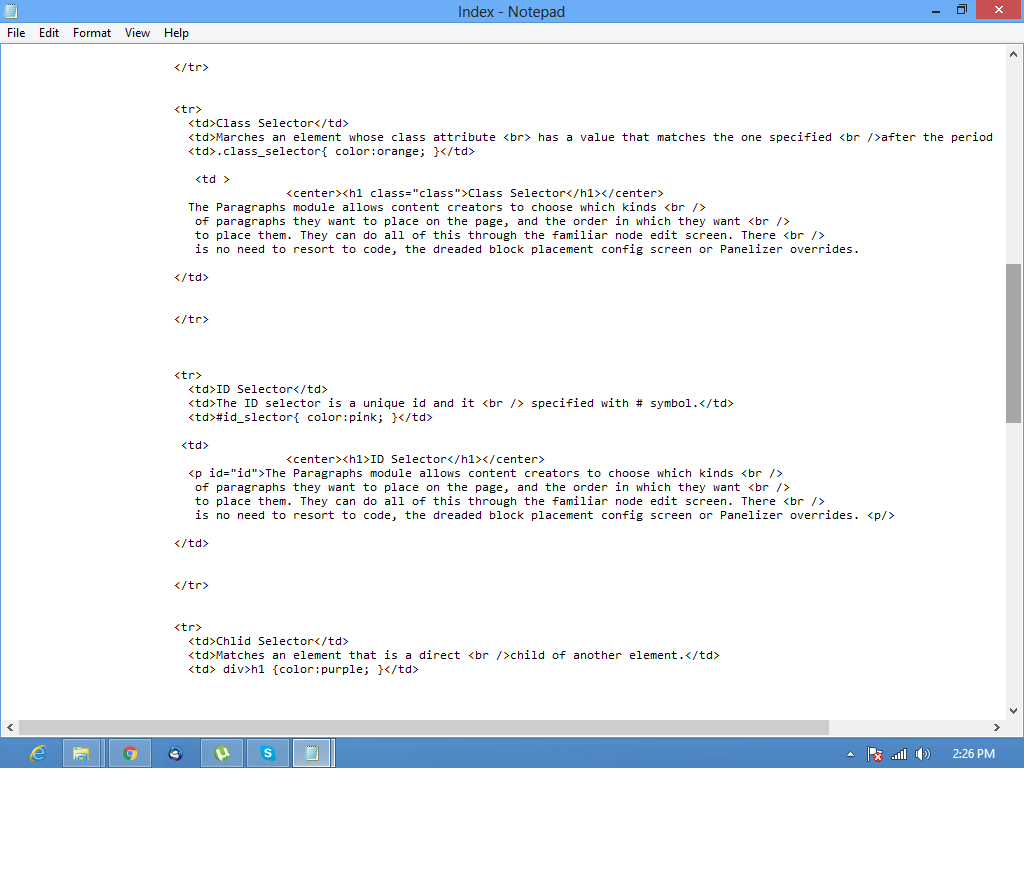 Index - Notepad
File Edit Format View Help
</tr>
<tr>
<td>Class Selector</td>
<td>Marches an element whose class attribute <br> has a value that matches the one specified <br />after the period
<td>.class_selector{ color:orange; }</td>
<td >
<center><h1 class="class">Class Selector</h1></center>
The Paragraphs module allows content creators to choose which kinds <br />
of paragraphs they want to place on the page, and the order in which they want <br />
to place them. They can do all of this through the familiar node edit screen. There <br />
is no need to resort to code, the dreaded block placement config screen or Panelizer overrides.
</td>
</tr>
<tr>
<td>ID Selector</td>
<td>The ID selector is a unique id and it <br /> specified with # symbol.</td>
<td>#id_slector{ color:pink; }</td>
<td>
<center><h1>ID Selector</h1></center>
<p id="id">The Paragraphs module allows content creators to choose which kinds <br />
of paragraphs they want to place on the page, and the order in which they want <br />
to place them. They can do all of this through the familiar node edit screen. There <br />
is no need to resort to code, the dreaded block placement config screen or Panelizer overrides. <p/>
</td>
</tr>
<tr>
<td>Chlid Selector</td>
<td>Matches an element that is a direct <br />child of another element.</td>
<td> div>h1 {color:purple; }</td>
2:26 PM